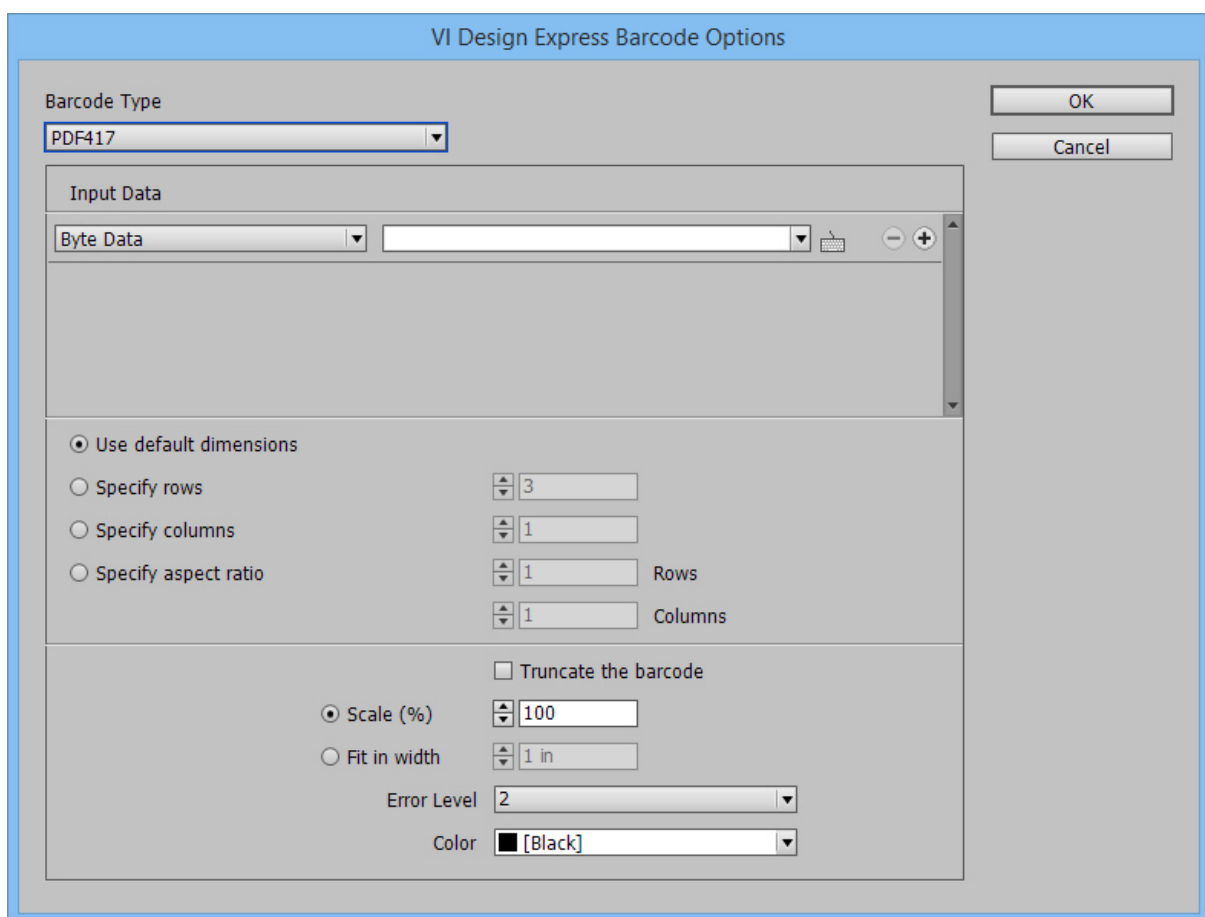 VI Design Express Barcode Options
Barcode Type
PDF417
OK
Cancel
Input Data
Byte Data
Use default dimensions
Specify rows 3
Specify columns 1
Specify aspect ratio 1 Rows
1 Columns
Truncate the barcode
Scale (%) 100
Fit in width 1 in
Error Level 2
Color [Black]